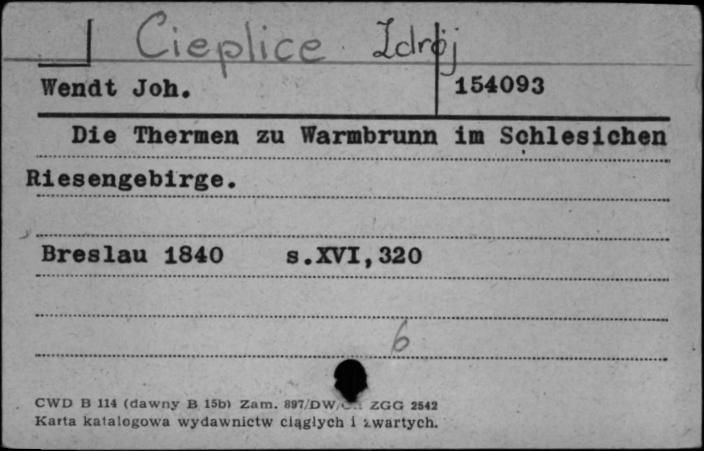 Cieplice Zdrój
Wendt Joh. 154093
Die Thermen zu Warmbrunn im Schlesichen
Riesengebirge.
Breslau 1840 s.XVI,320
6
CWD B 114 (dawny B 15b) Zam. 897/DW/ ZGG 2542
Karta katalogowa wydawnictw ciągłych i zwartych.